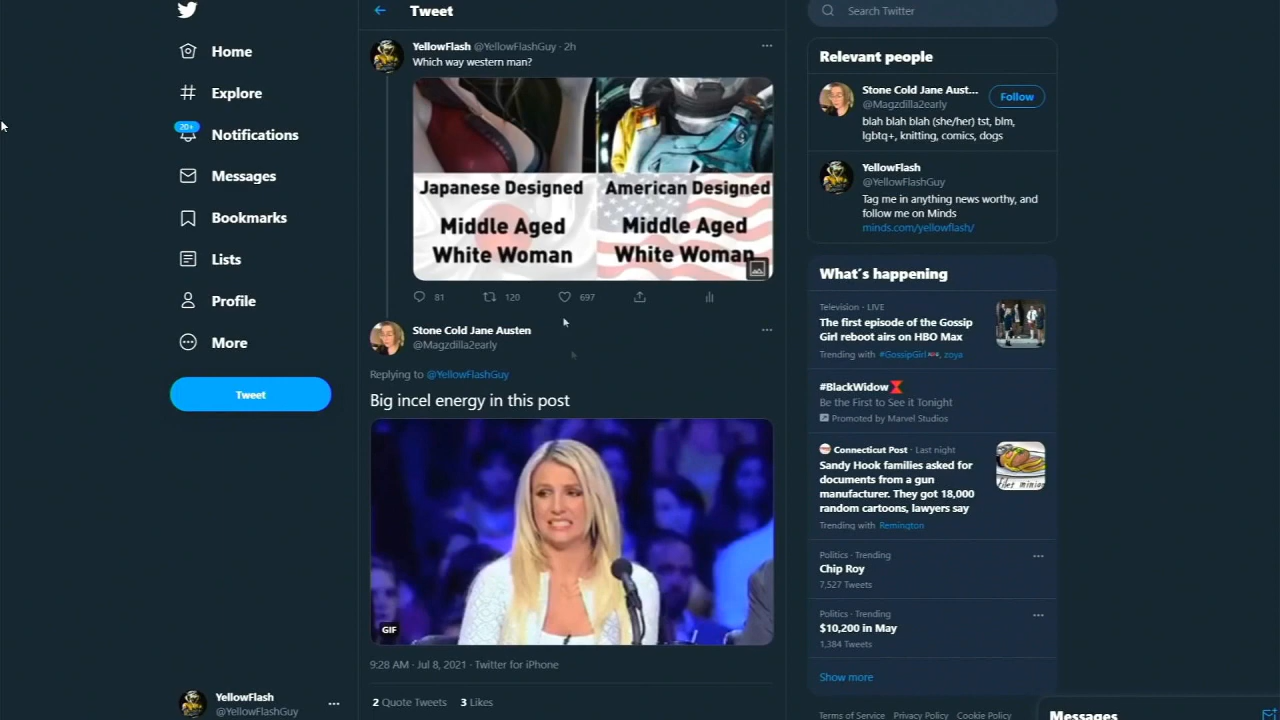 Home
Explore
20+
Notifications
Messages
Bookmarks
Lists
Profile
More
Tweet
YellowFlash
@YellowFlashGuy
Tweet
YellowFlash @YellowFlashGuy · 2h
Which way western man?
Japanese Designed
Middle Aged
White Woman
American Designed
Middle Aged
White Woman
81
120
697
Stone Cold Jane Austen
@Magzdilla2early
Replying to @YellowFlashGuy
Big incel energy in this post
GIF
9:28 AM · Jul 8, 2021 · Twitter for iPhone
2 Quote Tweets 3 Likes
Search Twitter
Relevant people
Stone Cold Jane Aust...
@Magzdilla2early
Follow
blah blah blah (she/her) tst, blm,
lgbtq+, knitting, comics, dogs
YellowFlash
@YellowFlashGuy
Tag me in anything news worthy, and
follow me on Minds
minds.com/yellowflash/
What's happening
Television · LIVE
The first episode of the Gossip
Girl reboot airs on HBO Max
Trending with #GossipGirl, zoya
#BlackWidow
Be the First to See it Tonight
Promoted by Marvel Studios
Connecticut Post · Last night
Sandy Hook families asked for
documents from a gun
manufacturer. They got 18,000
random cartoons, lawyers say
Trending with Remington
Politics · Trending
Chip Roy
7,527 Tweets
Politics · Trending
$10,200 in May
1,384 Tweets
Show more
Terms of Service Privacy Policy Cookie Policy
Messages